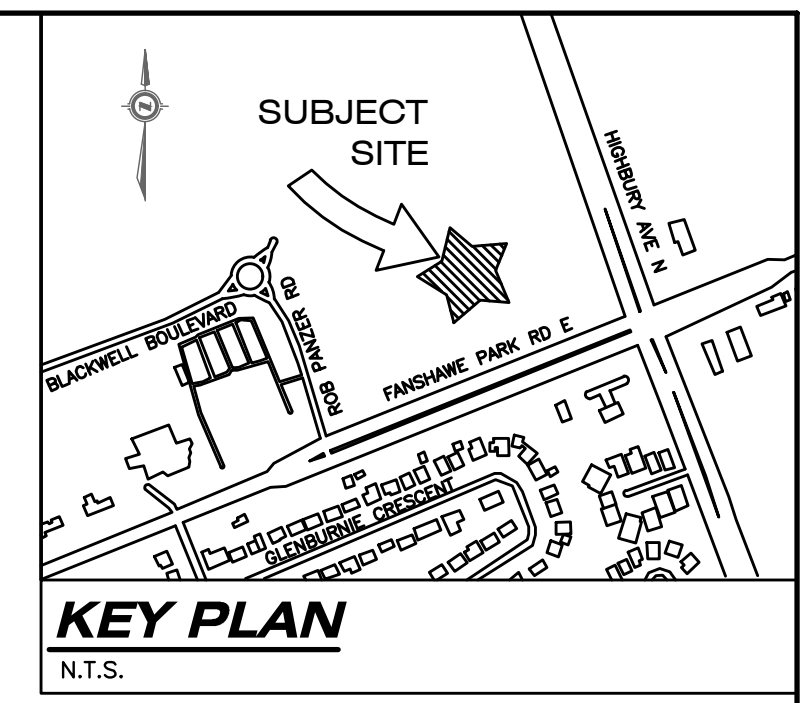 SUBJECT
SITE
HIGHBURY AVE N
ROB PANZER RD
BLACKWELL BOULEVARD
FANSHAWE PARK RD E
GLENBURNIE CRESCENT
KEY PLAN
N.T.S.